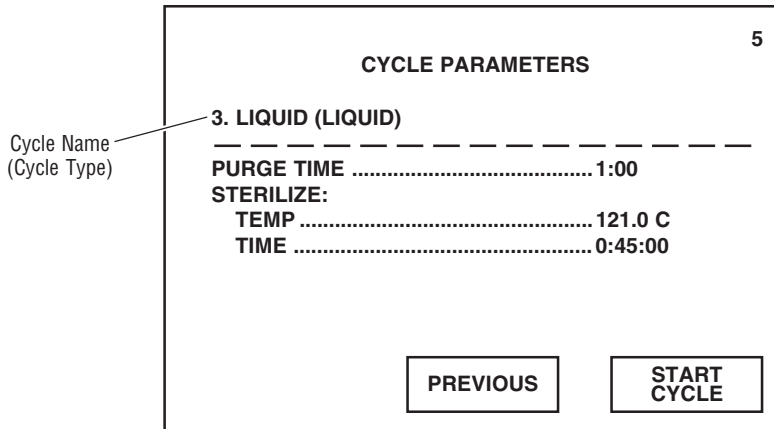 5
CYCLE PARAMETERS
3. LIQUID (LIQUID)
Cycle Name
(Cycle Type)
PURGE TIME .........................................1:00
STERILIZE:
TEMP ..................................................121.0 C
TIME ...................................................0:45:00
PREVIOUS
START
CYCLE